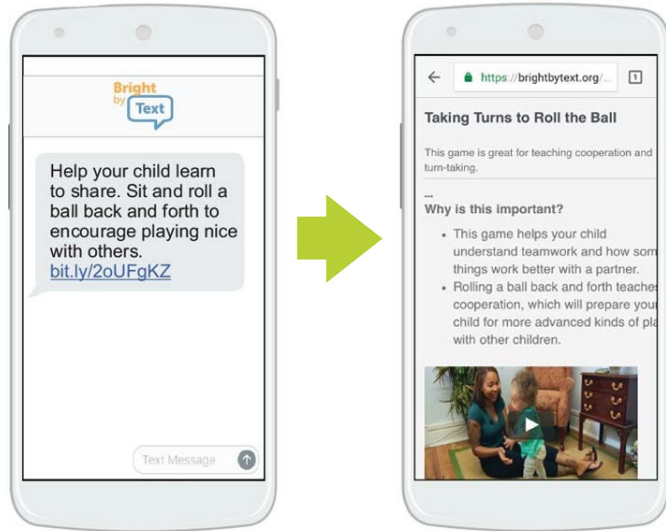 Bright
by Text
Help your child learn
to share. Sit and roll a
ball back and forth to
encourage playing nice
with others.
bit.ly/2oUFgKZ
Text Message
https://brightbytext.org/...
1
Taking Turns to Roll the Ball
This game is great for teaching cooperation and
turn-taking.
...
Why is this important?
• This game helps your child
understand teamwork and how som
things work better with a partner.
• Rolling a ball back and forth teache
cooperation, which will prepare you
child for more advanced kinds of pla
with other children.